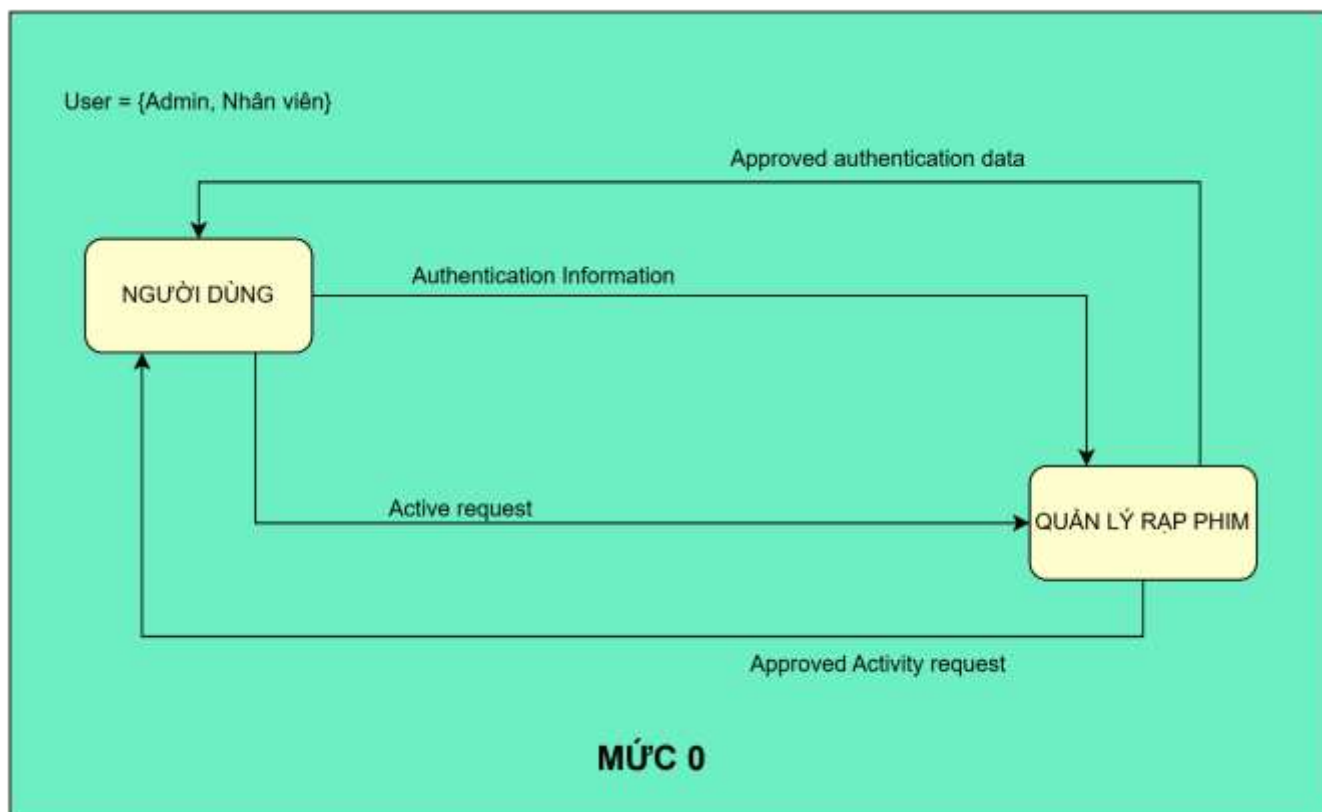 User = {Admin, Nhân viên}
Approved authentication data
Authentication Information
NGƯỜI DÙNG
Active request
QUẢN LÝ RẠP PHIM
Approved Activity request
MỨC 0